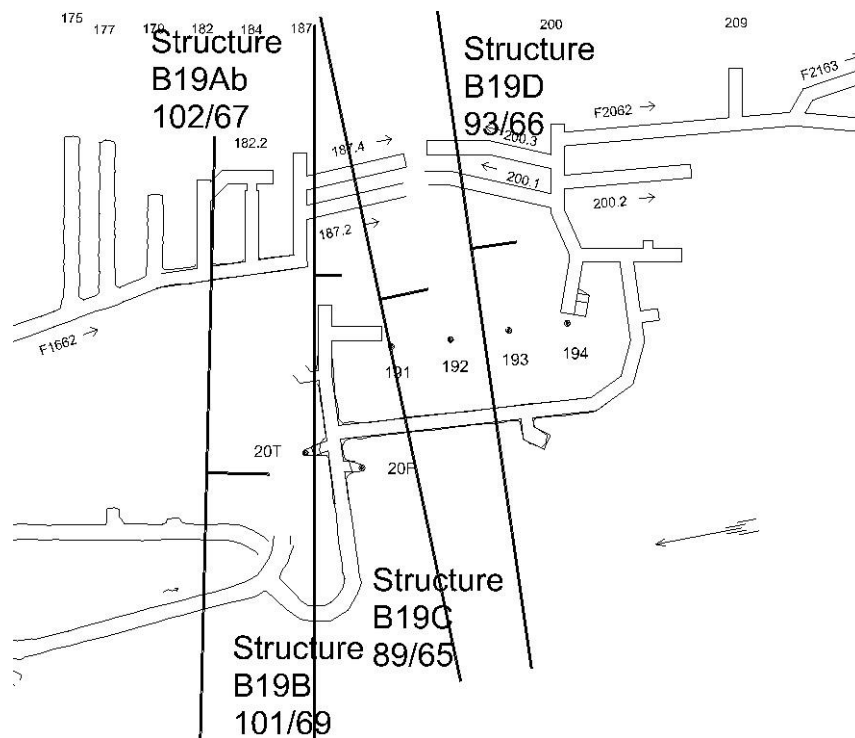 175
177
179
182
184
187
200
209
Structure
B19Ab
102/67
Structure
B19D
93/66
F2163
F2062
182.2
187.4
200.3
200.1
200.2
187.2
F1662
191
192
193
194
20T
20F
Structure
B19C
89/65
Structure
B19B
101/69